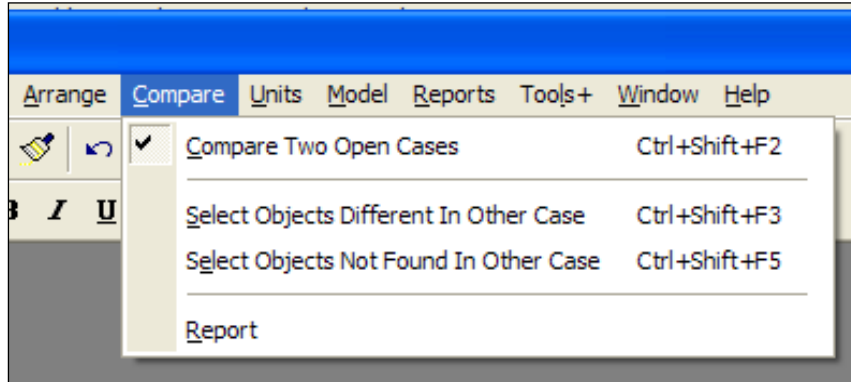 Arrange Compare Units Model Reports Tools+ Window Help
Compare Two Open Cases Ctrl+Shift+F2
I U
Select Objects Different In Other Case Ctrl+Shift+F3
Select Objects Not Found In Other Case Ctrl+Shift+F5
Report